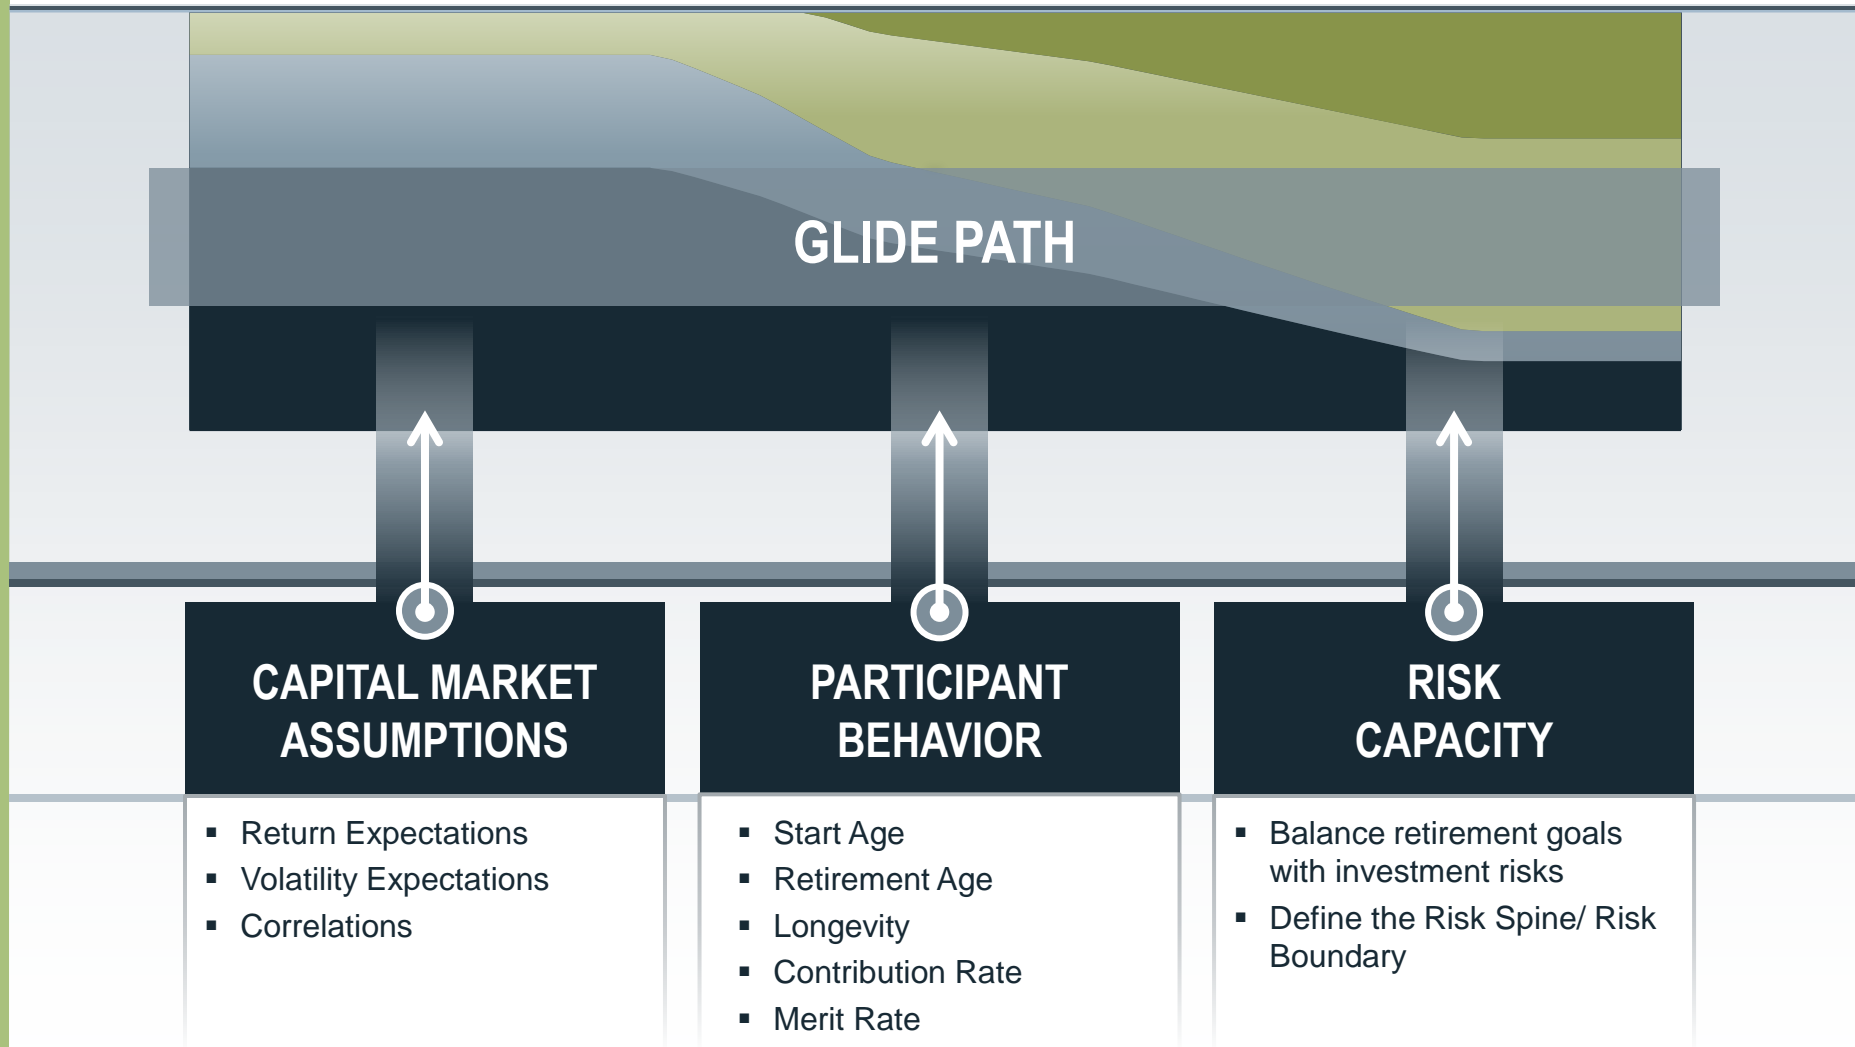 GLIDE PATH
CAPITAL MARKET
ASSUMPTIONS
▪ Return Expectations
▪ Volatility Expectations
▪ Correlations
PARTICIPANT
BEHAVIOR
▪ Start Age
▪ Retirement Age
▪ Longevity
▪ Contribution Rate
▪ Merit Rate
RISK
CAPACITY
▪ Balance retirement goals
with investment risks
▪ Define the Risk Spine/ Risk
Boundary